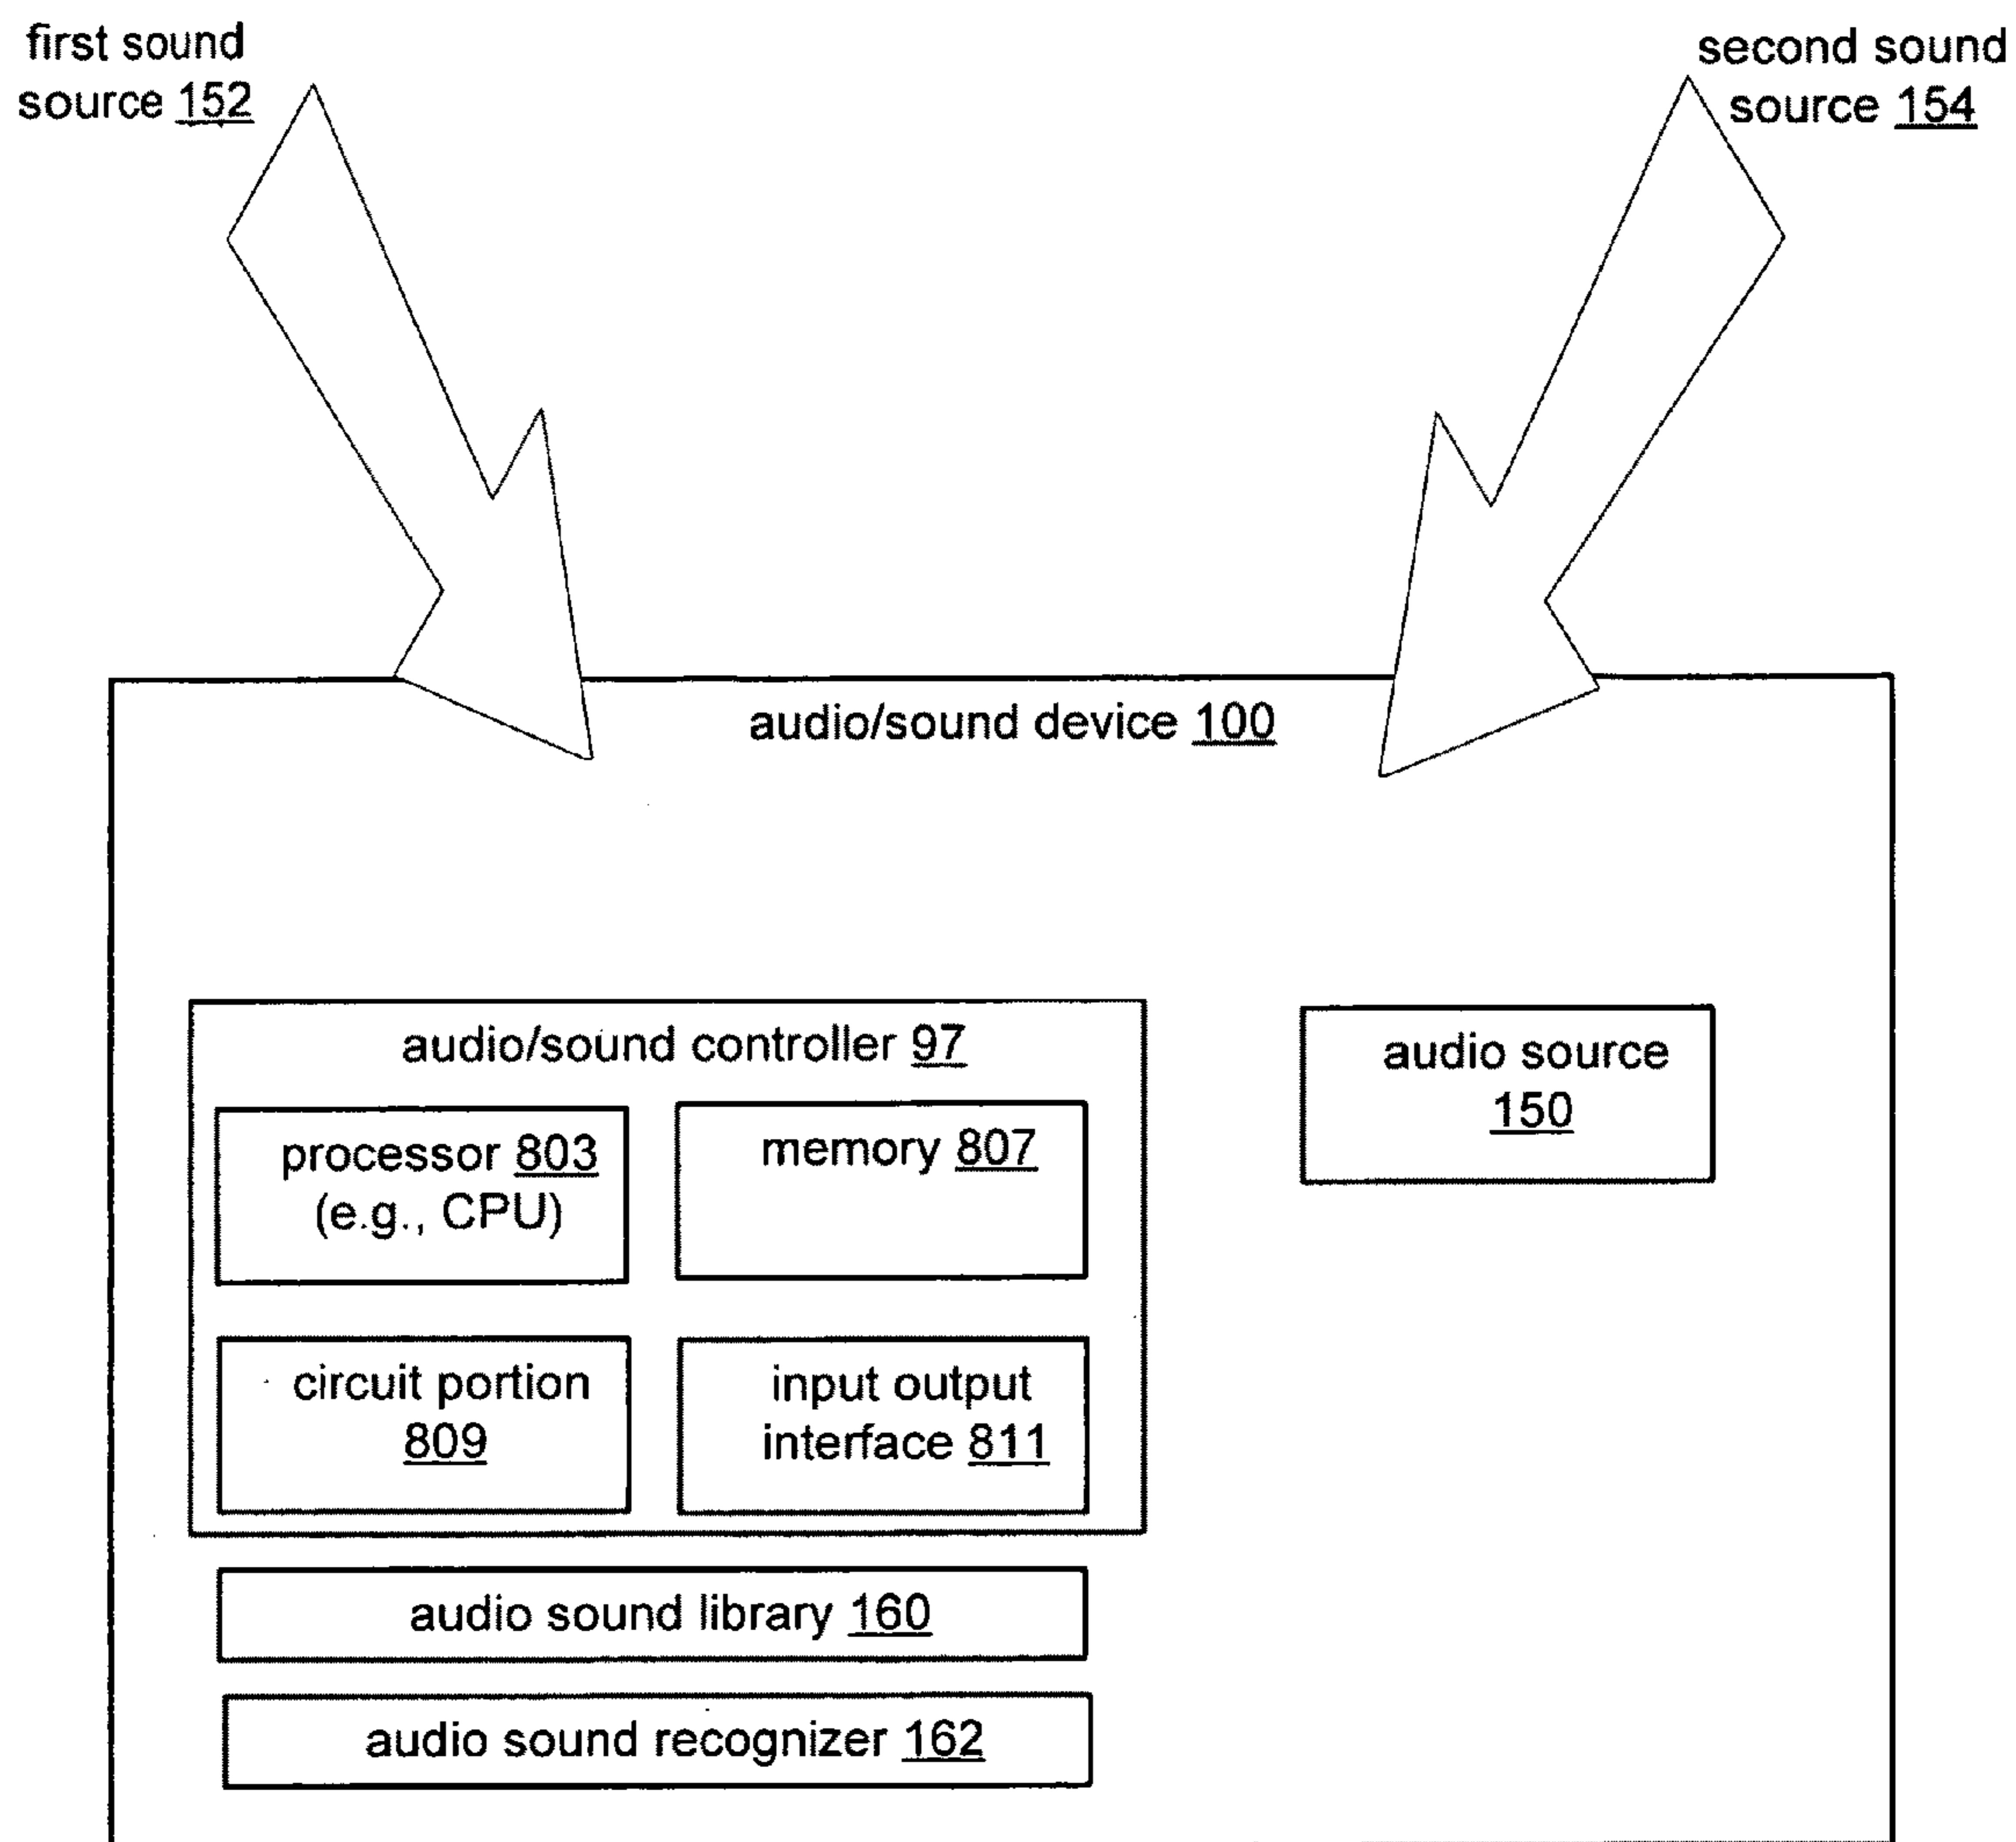 first sound
source 152
second sound
source 154
audio/sound device 100
audio/sound controller 97
processor 803
(e.g., CPU)
memory 807
circuit portion
809
input output
interface 811
audio source
150
audio sound library 160
audio sound recognizer 162